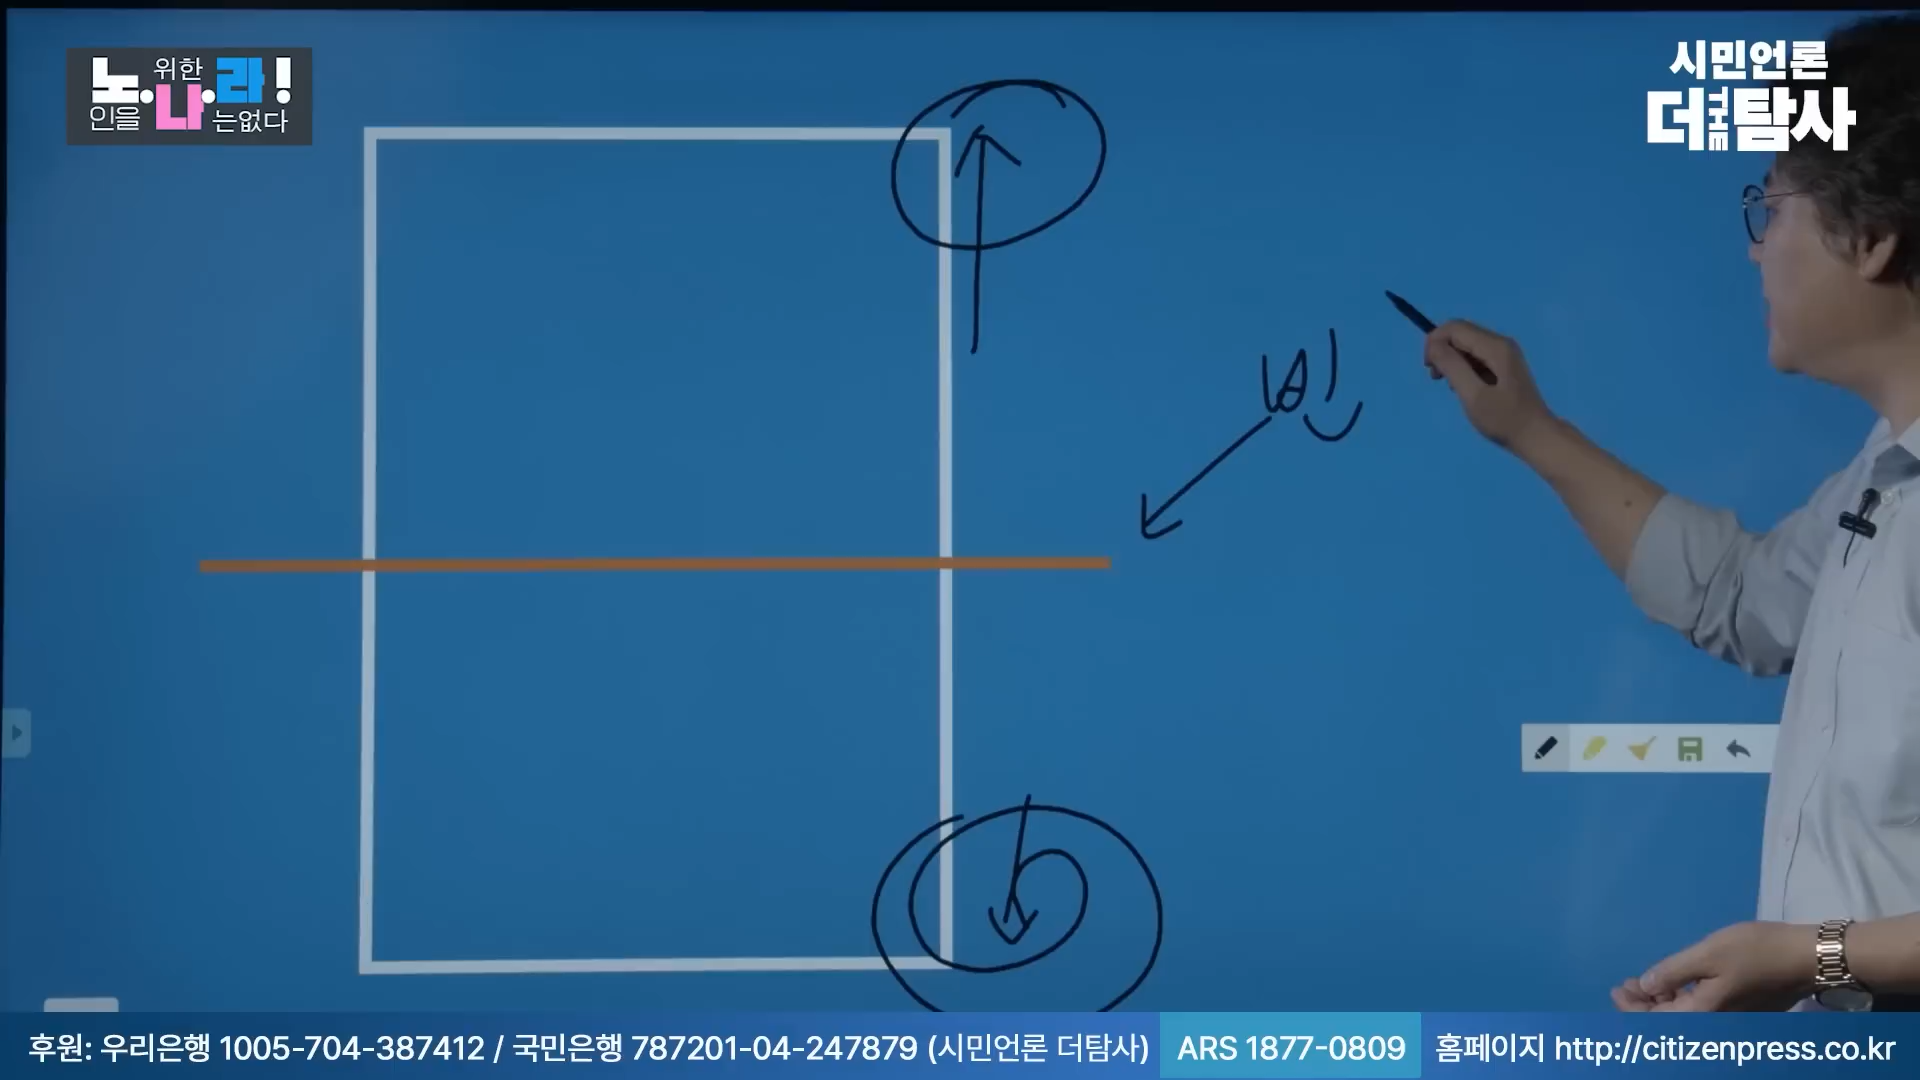 노. 위한 나. 라!
인을 는없다
시민언론
더탐사
빈
후원: 우리은행 1005-704-387412 / 국민은행 787201-04-247879 (시민언론 더탐사) ARS 1877-0809 홈페이지 http://citizenpress.co.kr